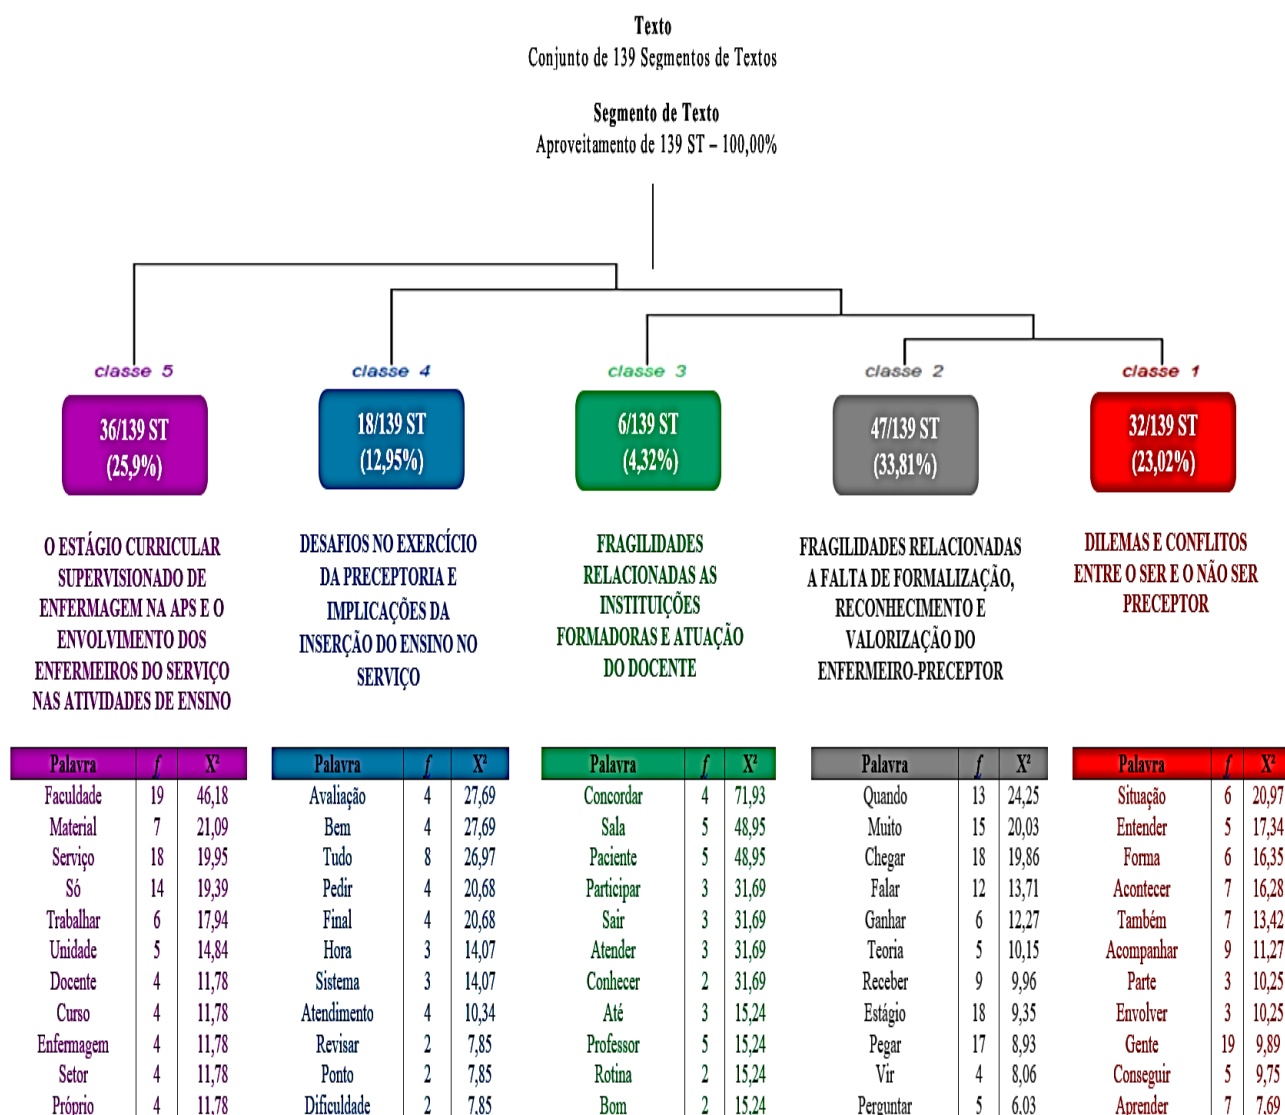 Texto
Conjunto de 139 Segmentos de Textos
Segmento de Texto
Aproveitamento de 139 ST – 100,00%
classe 5
36/139 ST
(25,9%)
O ESTÁGIO CURRICULAR
SUPERVISIONADO DE
ENFERMAGEM NA APS E O
ENVOLVIMENTO DOS
ENFERMEIROS DO SERVIÇO
NAS ATIVIDADES DE ENSINO
Palavra f X²
Faculdade 19 46,18
Material 7 21,09
Serviço 18 19,95
Só 14 19,39
Trabalhar 6 17,94
Unidade 5 14,84
Docente 4 11,78
Curso 4 11,78
Enfermagem 4 11,78
Setor 4 11,78
Próprio 4 11,78
classe 4
18/139 ST
(12,95%)
DESAFIOS NO EXERCÍCIO
DA PRECEPTORIA E
IMPLICAÇÕES DA
INSERÇÃO DO ENSINO NO
SERVIÇO
Palavra f X²
Avaliação 4 27,69
Bem 4 27,69
Tudo 8 26,97
Pedir 4 20,68
Final 4 20,68
Hora 3 14,07
Sistema 3 14,07
Atendimento 4 10,34
Revisar 2 7,85
Ponto 2 7,85
Dificuldade 2 7,85
classe 3
6/139 ST
(4,32%)
FRAGILIDADES
RELACIONADAS AS
INSTITUIÇÕES
FORMADORAS E ATUAÇÃO
DO DOCENTE
Palavra f X²
Concordar 4 71,93
Sala 5 48,95
Paciente 5 48,95
Participar 3 31,69
Sair 3 31,69
Atender 3 31,69
Conhecer 2 31,69
Até 3 15,24
Professor 5 15,24
Rotina 2 15,24
Bom 2 15,24
classe 2
47/139 ST
(33,81%)
FRAGILIDADES RELACIONADAS
A FALTA DE FORMALIZAÇÃO,
RECONHECIMENTO E
VALORIZAÇÃO DO
ENFERMEIRO-PRECEPTOR
Palavra f X²
Quando 13 24,25
Muito 15 20,03
Chegar 18 19,86
Falar 12 13,71
Ganhar 6 12,27
Teoria 5 10,15
Receber 9 9,96
Estágio 18 9,35
Pegar 17 8,93
Vir 4 8,06
Perguntar 5 6,03
classe 1
32/139 ST
(23,02%)
DILEMAS E CONFLITOS
ENTRE O SER E O NÃO SER
PRECEPTOR
Palavra f X²
Situação 6 20,97
Entender 5 17,34
Forma 6 16,35
Acontecer 7 16,28
Também 7 13,42
Acompanhar 9 11,27
Parte 3 10,25
Envolver 3 10,25
Gente 19 9,89
Conseguir 5 9,75
Aprender 7 7,69